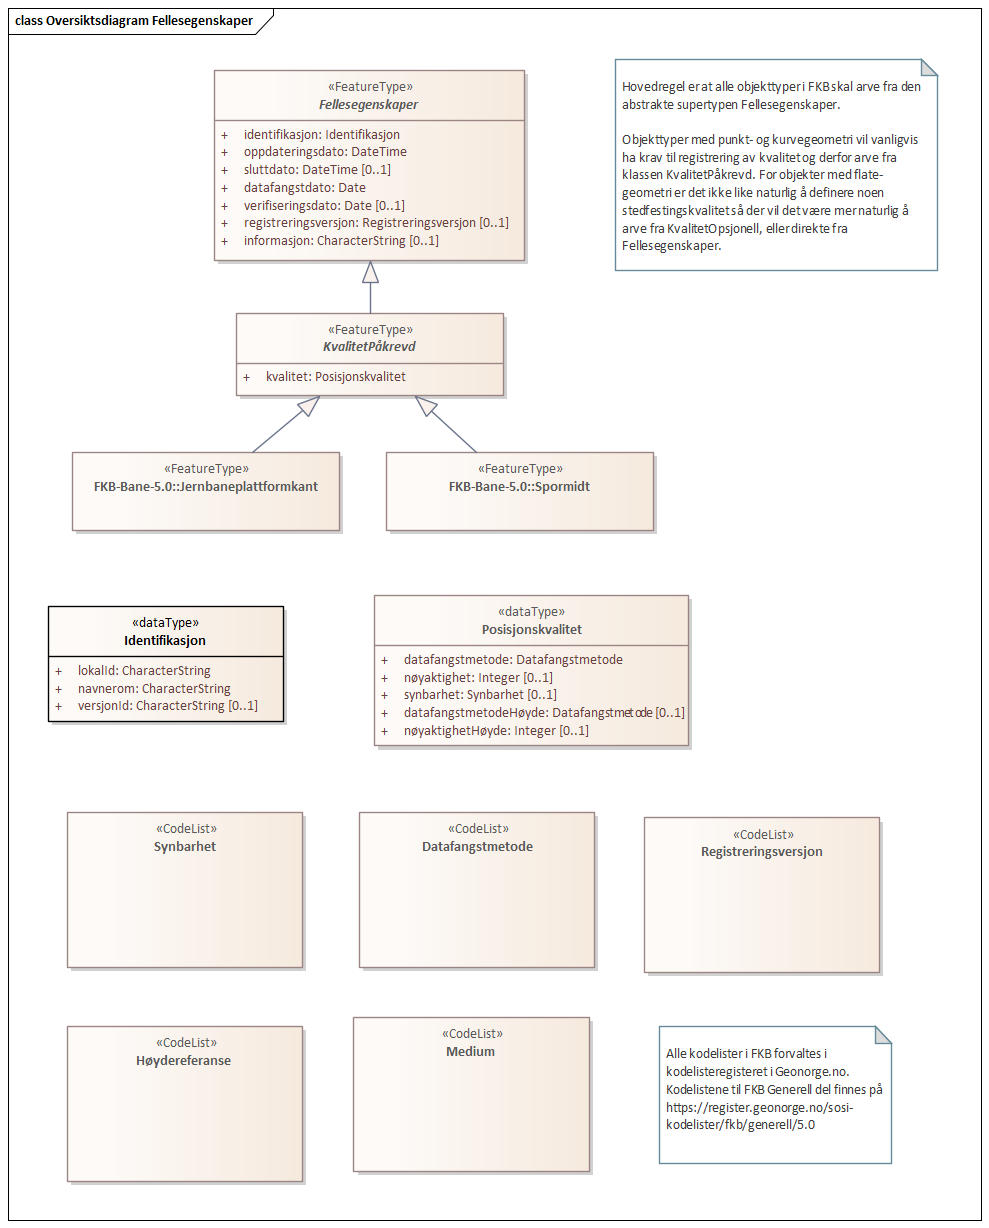 class Oversiktsdiagram Fellesegenskaper
«FeatureType»
Fellesegenskaper
+ identifikasjon: Identifikasjon
+ oppdateringsdato: DateTime
+ sluttdato: DateTime [0..1]
+ datafangstdato: Date
+ verifiseringsdato: Date [0..1]
+ registreringsversjon: Registreringsversjon [0..1]
+ informasjon: CharacterString [0..1]
Hovedregel er at alle objekttyper i FKB skal arve fra den
abstrakte supertypen Fellesegenskaper.
Objekttyper med punkt- og kurvegeometri vil vanligvis
ha krav til registrering av kvalitet og derfor arve fra
klassen KvalitetPåkrevd. For objekter med flate-
geometri er det ikke like naturlig å definere noen
stedfestingskvalitet så der vil det være mer naturlig å
arve fra KvalitetOpsjonell, eller direkte fra
Fellesegenskaper.
«FeatureType»
KvalitetPåkrevd
+ kvalitet: Posisjonskvalitet
«FeatureType»
FKB-Bane-5.0::Jernbaneplattformkant
«FeatureType»
FKB-Bane-5.0::Spormidt
«dataType»
Identifikasjon
+ lokalId: CharacterString
+ navnerom: CharacterString
+ versjonId: CharacterString [0..1]
«dataType»
Posisjonskvalitet
+ datafangstmetode: Datafangstmetode
+ nøyaktighet: Integer [0..1]
+ synbarhet: Synbarhet [0..1]
+ datafangstmetodeHøyde: Datafangstmetode [0..1]
+ nøyaktighetHøyde: Integer [0..1]
«CodeList»
Synbarhet
«CodeList»
Datafangstmetode
«CodeList»
Registreringsversjon
«CodeList»
Høydereferanse
«CodeList»
Medium
Alle kodelister i FKB forvaltes i
kodelisteregisteret i Geonorge.no.
Kodelistene til FKB Generell del finnes på
https://register.geonorge.no/sosi-
kodelister/fkb/generell/5.0